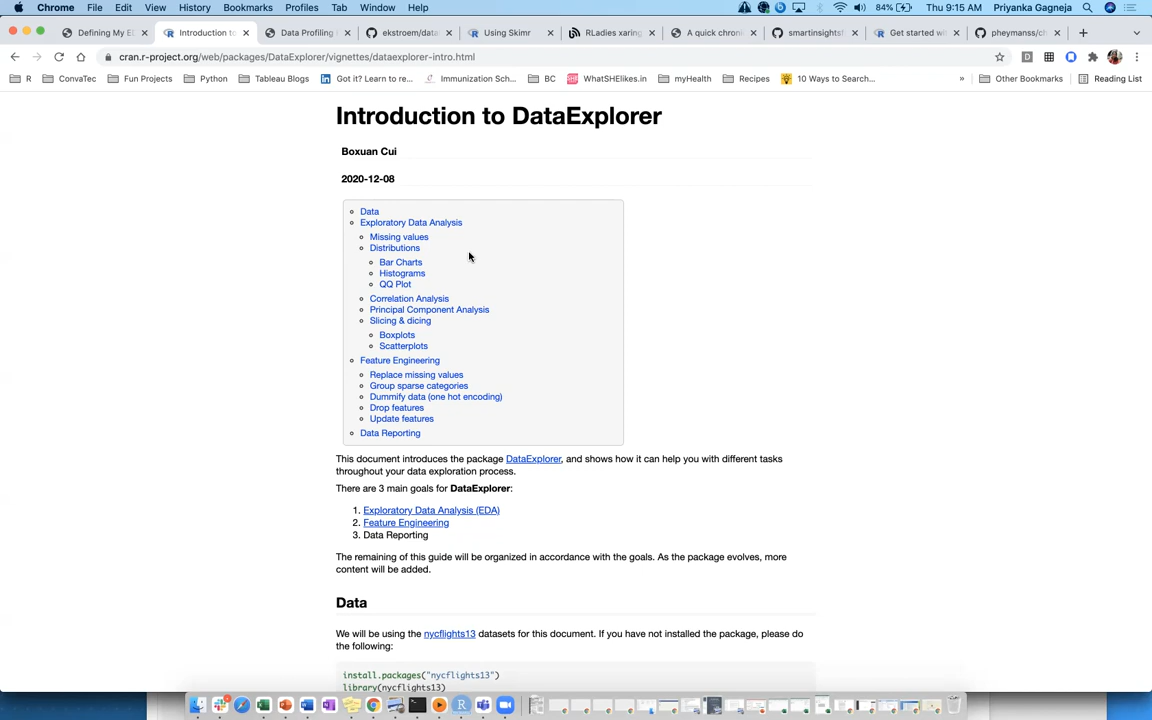 Chrome File Edit View History Bookmarks Profiles Tab Window Help 84% Thu 9:15 AM Priyanka Gagneja
Defining My E Introduction to Data Profiling ekstroem/data Using Skimr RLadies xaring A quick chronic smartinsightsf Get started wi pheymanss/ch
cran.r-project.org/web/packages/DataExplorer/vignettes/dataexplorer-intro.html
R ConvaTec Fun Projects Python Tableau Blogs Got it? Learn to re... Immunization Sch... BC WhatSHElikes.in myHealth Recipes 10 Ways to Search... » Other Bookmarks Reading List
Introduction to DataExplorer
Boxuan Cui
2020-12-08
Data
Exploratory Data Analysis
Missing values
Distributions
Bar Charts
Histograms
QQ Plot
Correlation Analysis
Principal Component Analysis
Slicing & dicing
Boxplots
Scatterplots
Feature Engineering
Replace missing values
Group sparse categories
Dummify data (one hot encoding)
Drop features
Update features
Data Reporting
This document introduces the package DataExplorer, and shows how it can help you with different tasks
throughout your data exploration process.
There are 3 main goals for DataExplorer:
1. Exploratory Data Analysis (EDA)
2. Feature Engineering
3. Data Reporting
The remaining of this guide will be organized in accordance with the goals. As the package evolves, more
content will be added.
Data
We will be using the nycflights13 datasets for this document. If you have not installed the package, please do
the following:
install.packages("nycflights13")
library(nycflights13)